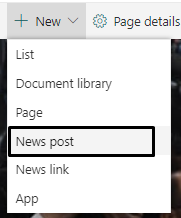 + New Page details
List
Document library
Page
News post
News link
App